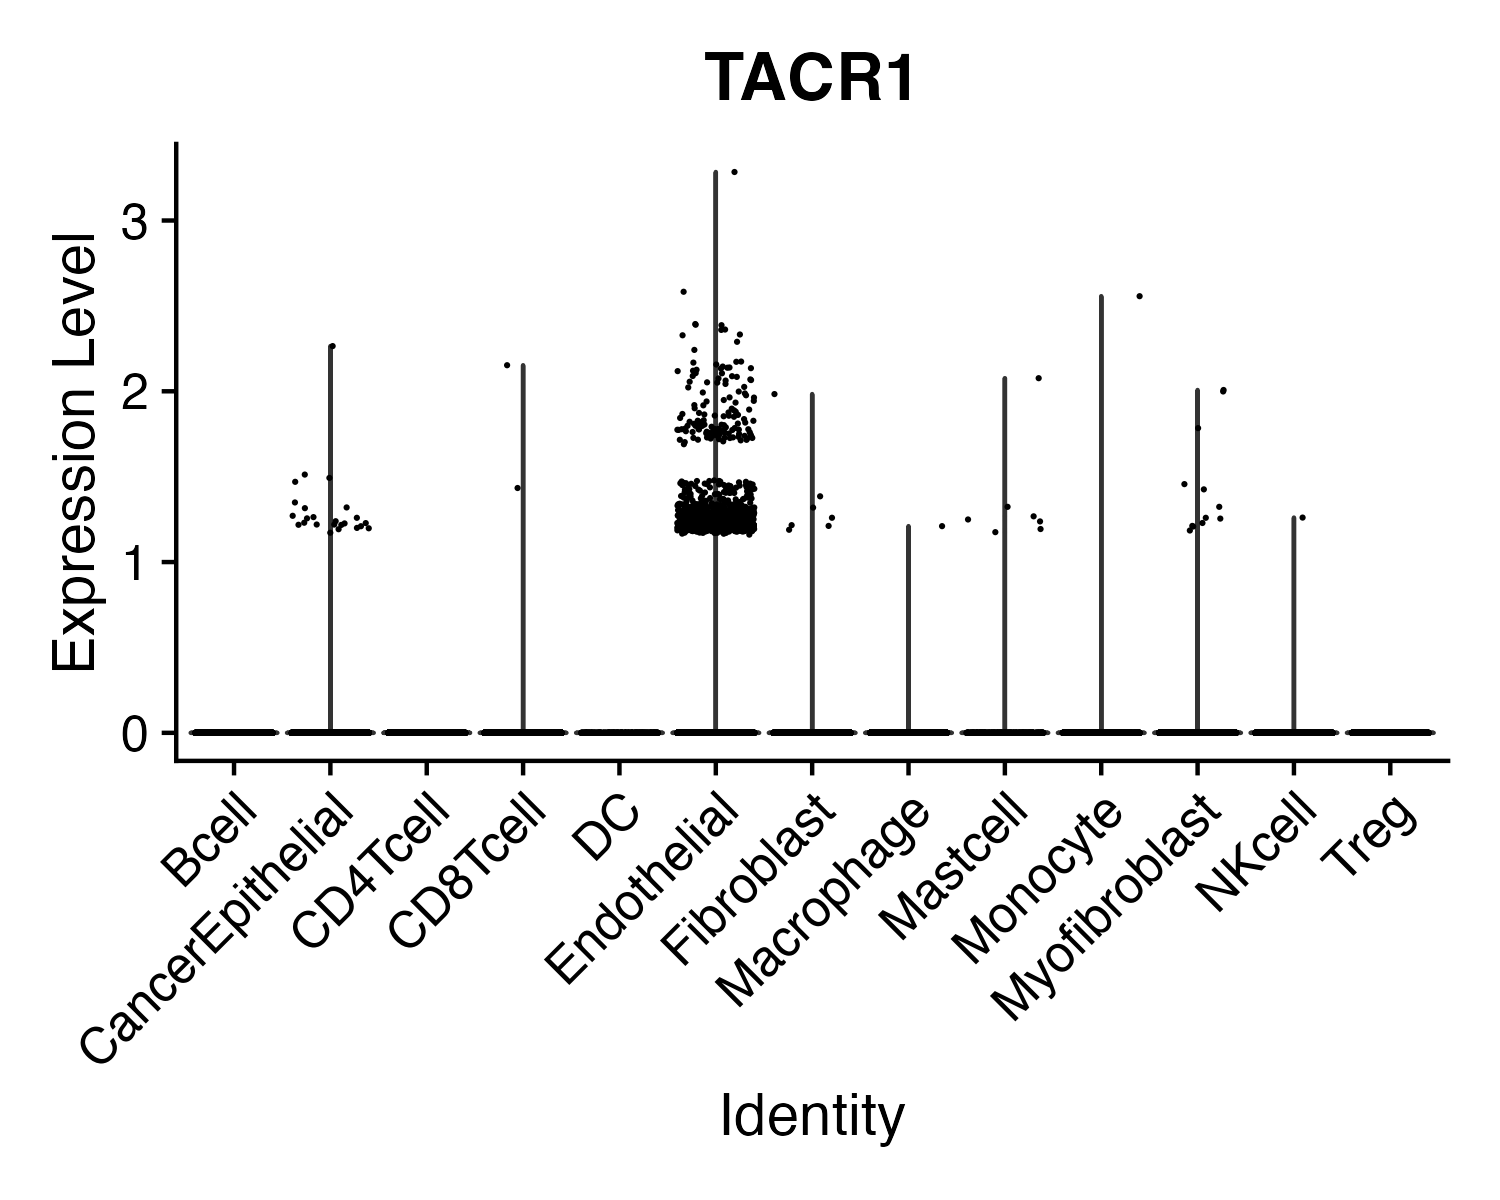 TACR1
Expression Level
3
2
1
0
Bcell
CancerEpithelial
CD4Tcell
CD8Tcell
DC
Endothelial
Fibroblast
Macrophage
Mastcell
Monocyte
Myofibroblast
NKcell
Treg
Identity